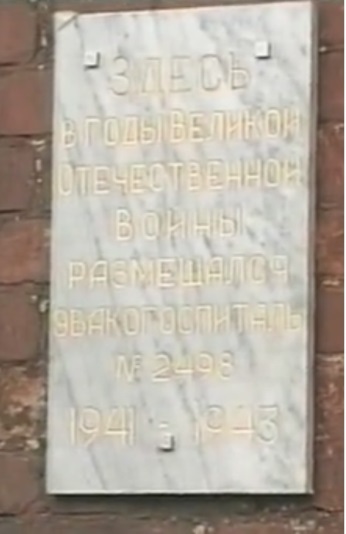 ЗДЕСЬ
В ГОДЫ ВЕЛИКОЙ
ОТЕЧЕСТВЕННОЙ
ВОЙНЫ
РАЗМЕЩАЛСЯ
ЭВАКОГОСПИТАЛЬ
№ 2498
1941 - 1943